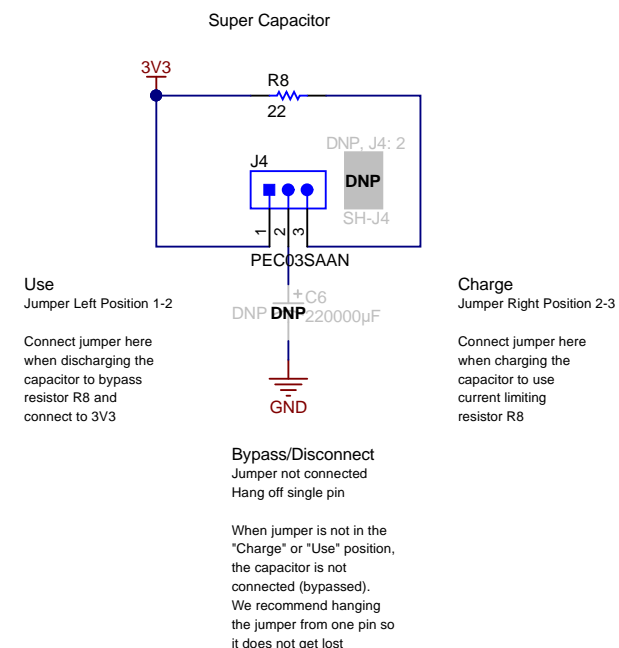 Super Capacitor
3V3
R8
22
DNP, J4: 2
J4
DNP
SH-J4
1
2
3
PEC03SAAN
Use
Jumper Left Position 1-2
Connect jumper here
when discharging the
capacitor to bypass
resistor R8 and
connect to 3V3
+
C6
DNP
DNP
220000µF
GND
Charge
Jumper Right Position 2-3
Connect jumper here
when charging the
capacitor to use
current limiting
resistor R8
Bypass/Disconnect
Jumper not connected
Hang off single pin
When jumper is not in the
"Charge" or "Use" position,
the capacitor is not
connected (bypassed).
We recommend hanging
the jumper from one pin so
it does not get lost